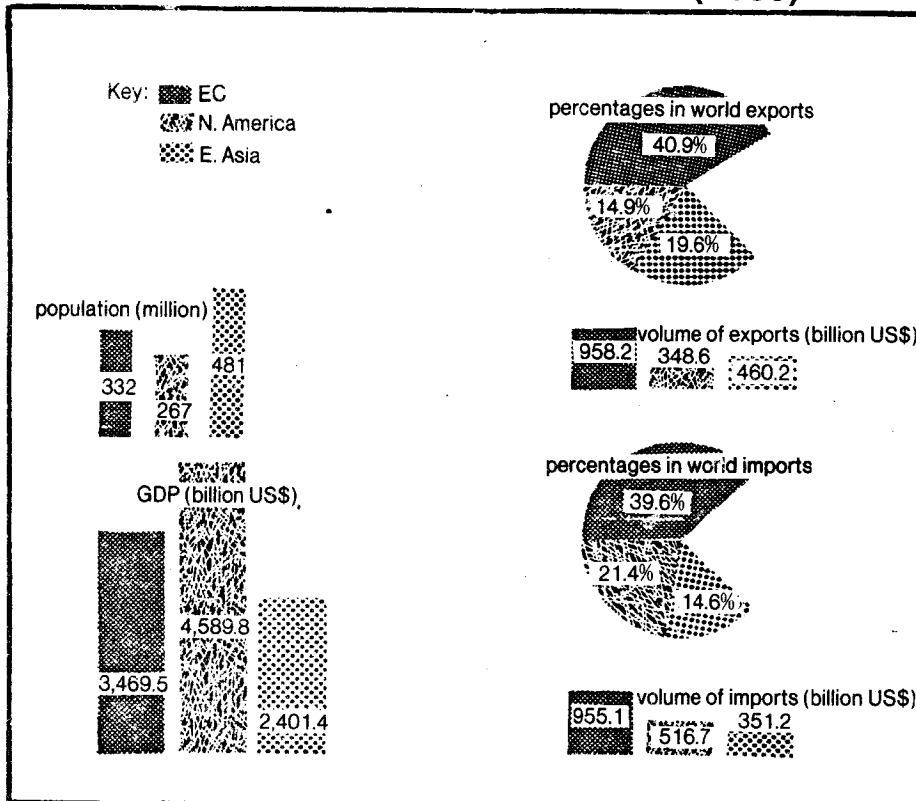 Key: EC
N. America
E. Asia
population (million)
332
267
481
GDP (billion US$)
3,469.5
4,589.8
2,401.4
percentages in world exports
40.9%
14.9%
19.6%
volume of exports (billion US$)
958.2
348.6
460.2
percentages in world imports
39.6%
21.4%
14.6%
volume of imports (billion US$)
955.1
516.7
351.2